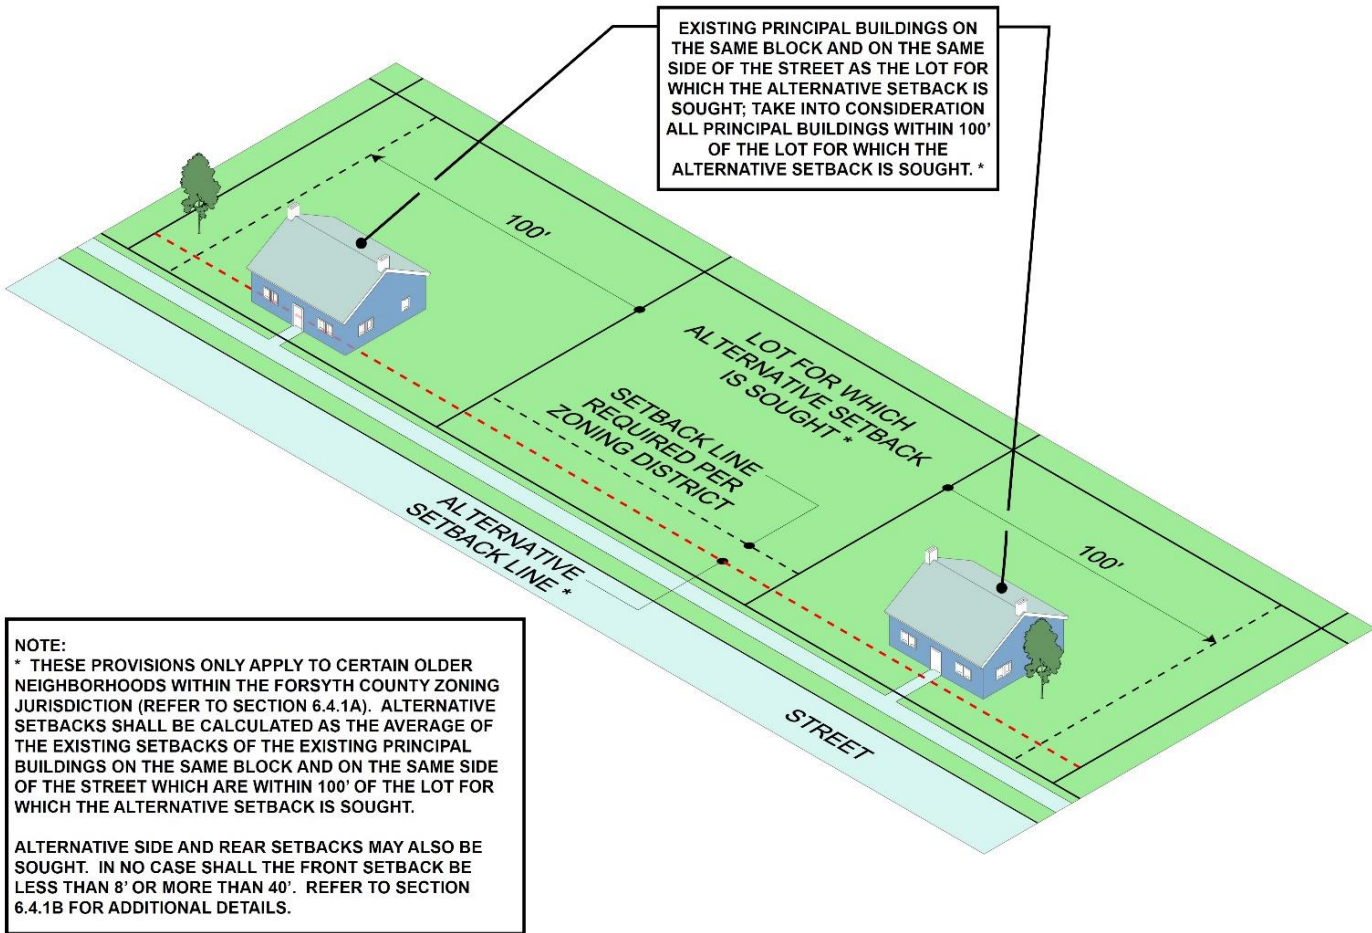 EXISTING PRINCIPAL BUILDINGS ON
THE SAME BLOCK AND ON THE SAME
SIDE OF THE STREET AS THE LOT FOR
WHICH THE ALTERNATIVE SETBACK IS
SOUGHT; TAKE INTO CONSIDERATION
ALL PRINCIPAL BUILDINGS WITHIN 100'
OF THE LOT FOR WHICH THE
ALTERNATIVE SETBACK IS SOUGHT. *
100'
LOT FOR WHICH
ALTERNATIVE SETBACK
IS SOUGHT *
SETBACK LINE
REQUIRED PER
ZONING DISTRICT
ALTERNATIVE
SETBACK LINE *
100'
STREET
NOTE:
* THESE PROVISIONS ONLY APPLY TO CERTAIN OLDER
NEIGHBORHOODS WITHIN THE FORSYTH COUNTY ZONING
JURISDICTION (REFER TO SECTION 6.4.1A). ALTERNATIVE
SETBACKS SHALL BE CALCULATED AS THE AVERAGE OF
THE EXISTING SETBACKS OF THE EXISTING PRINCIPAL
BUILDINGS ON THE SAME BLOCK AND ON THE SAME SIDE
OF THE STREET WHICH ARE WITHIN 100' OF THE LOT FOR
WHICH THE ALTERNATIVE SETBACK IS SOUGHT.
ALTERNATIVE SIDE AND REAR SETBACKS MAY ALSO BE
SOUGHT. IN NO CASE SHALL THE FRONT SETBACK BE
LESS THAN 8' OR MORE THAN 40'. REFER TO SECTION
6.4.1B FOR ADDITIONAL DETAILS.